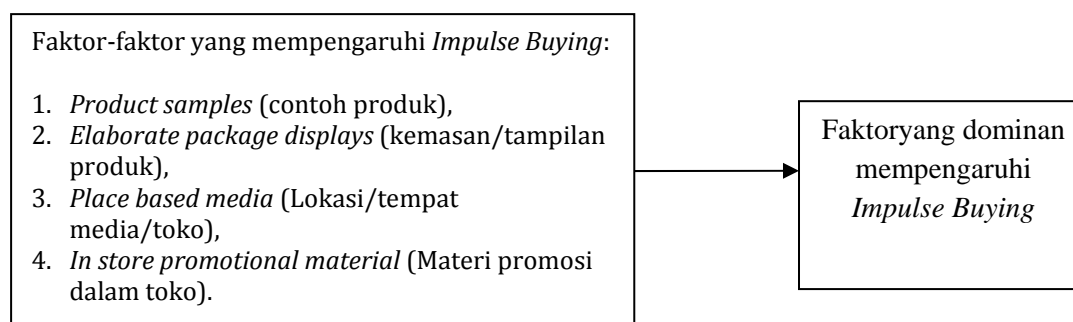 Faktor-faktor yang mempengaruhi Impulse Buying:
1. Product samples (contoh produk),
2. Elaborate package displays (kemasan/tampilan
produk),
3. Place based media (Lokasi/tempat
media/toko),
4. In store promotional material (Materi promosi
dalam toko).
Faktoryang dominan
mempengaruhi
Impulse Buying